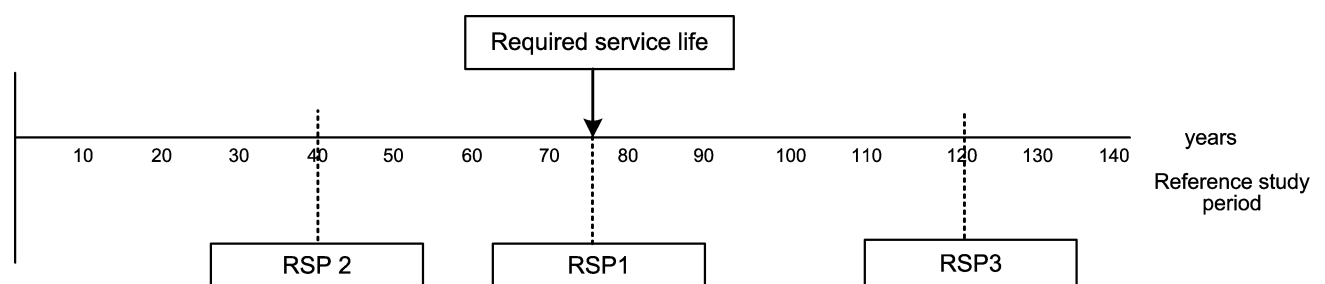 Required service life
10 20 30 40 50 60 70 80 90 100 110 120 130 140
years
Reference study
period
RSP 2
RSP1
RSP3